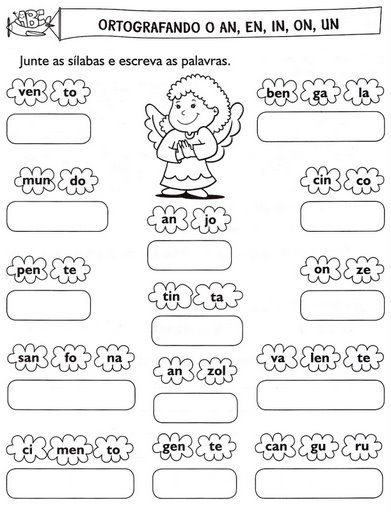 ABC
ORTOGRAFANDO O AN, EN, IN, ON, UN
Junte as sílabas e escreva as palavras.
ven to
ben ga la
mun do
cin co
an jo
pen te
on ze
tin ta
san fo na
an zol
va len te
ci men to
gen te
can gu ru